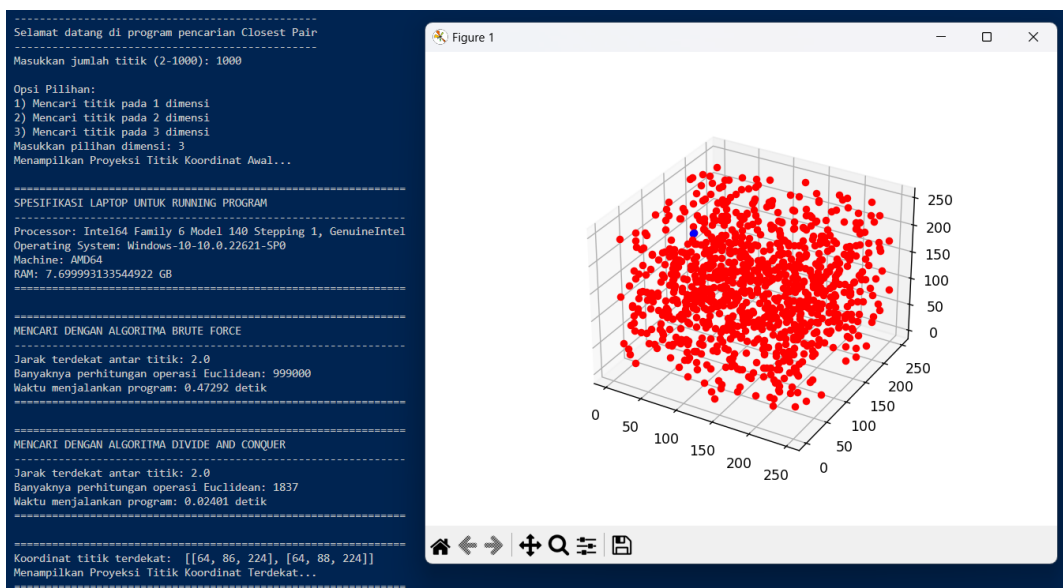 ------------------------------------------------
Selamat datang di program pencarian Closest Pair
------------------------------------------------
Masukkan jumlah titik (2-1000): 1000
Opsi Pilihan:
1) Mencari titik pada 1 dimensi
2) Mencari titik pada 2 dimensi
3) Mencari titik pada 3 dimensi
Masukkan pilihan dimensi: 3
Menampilkan Proyeksi Titik Koordinat Awal...
==============================================================
SPESIFIKASI LAPTOP UNTUK RUNNING PROGRAM
--------------------------------------------------------------
Processor: Intel64 Family 6 Model 140 Stepping 1, GenuineIntel
Operating System: Windows-10-10.0.22621-SP0
Machine: AMD64
RAM: 7.699993133544922 GB
==============================================================
==============================================================
MENCARI DENGAN ALGORITMA BRUTE FORCE
--------------------------------------------------------------
Jarak terdekat antar titik: 2.0
Banyaknya perhitungan operasi Euclidean: 999000
Waktu menjalankan program: 0.47292 detik
==============================================================
==============================================================
MENCARI DENGAN ALGORITMA DIVIDE AND CONQUER
--------------------------------------------------------------
Jarak terdekat antar titik: 2.0
Banyaknya perhitungan operasi Euclidean: 1837
Waktu menjalankan program: 0.02401 detik
==============================================================
==============================================================
Koordinat titik terdekat:  [[64, 86, 224], [64, 88, 224]]
Menampilkan Proyeksi Titik Koordinat Terdekat...
==============================================================
Figure 1
250
200
150
100
50
0
0
50
100
150
200
250
0
50
100
150
200
250